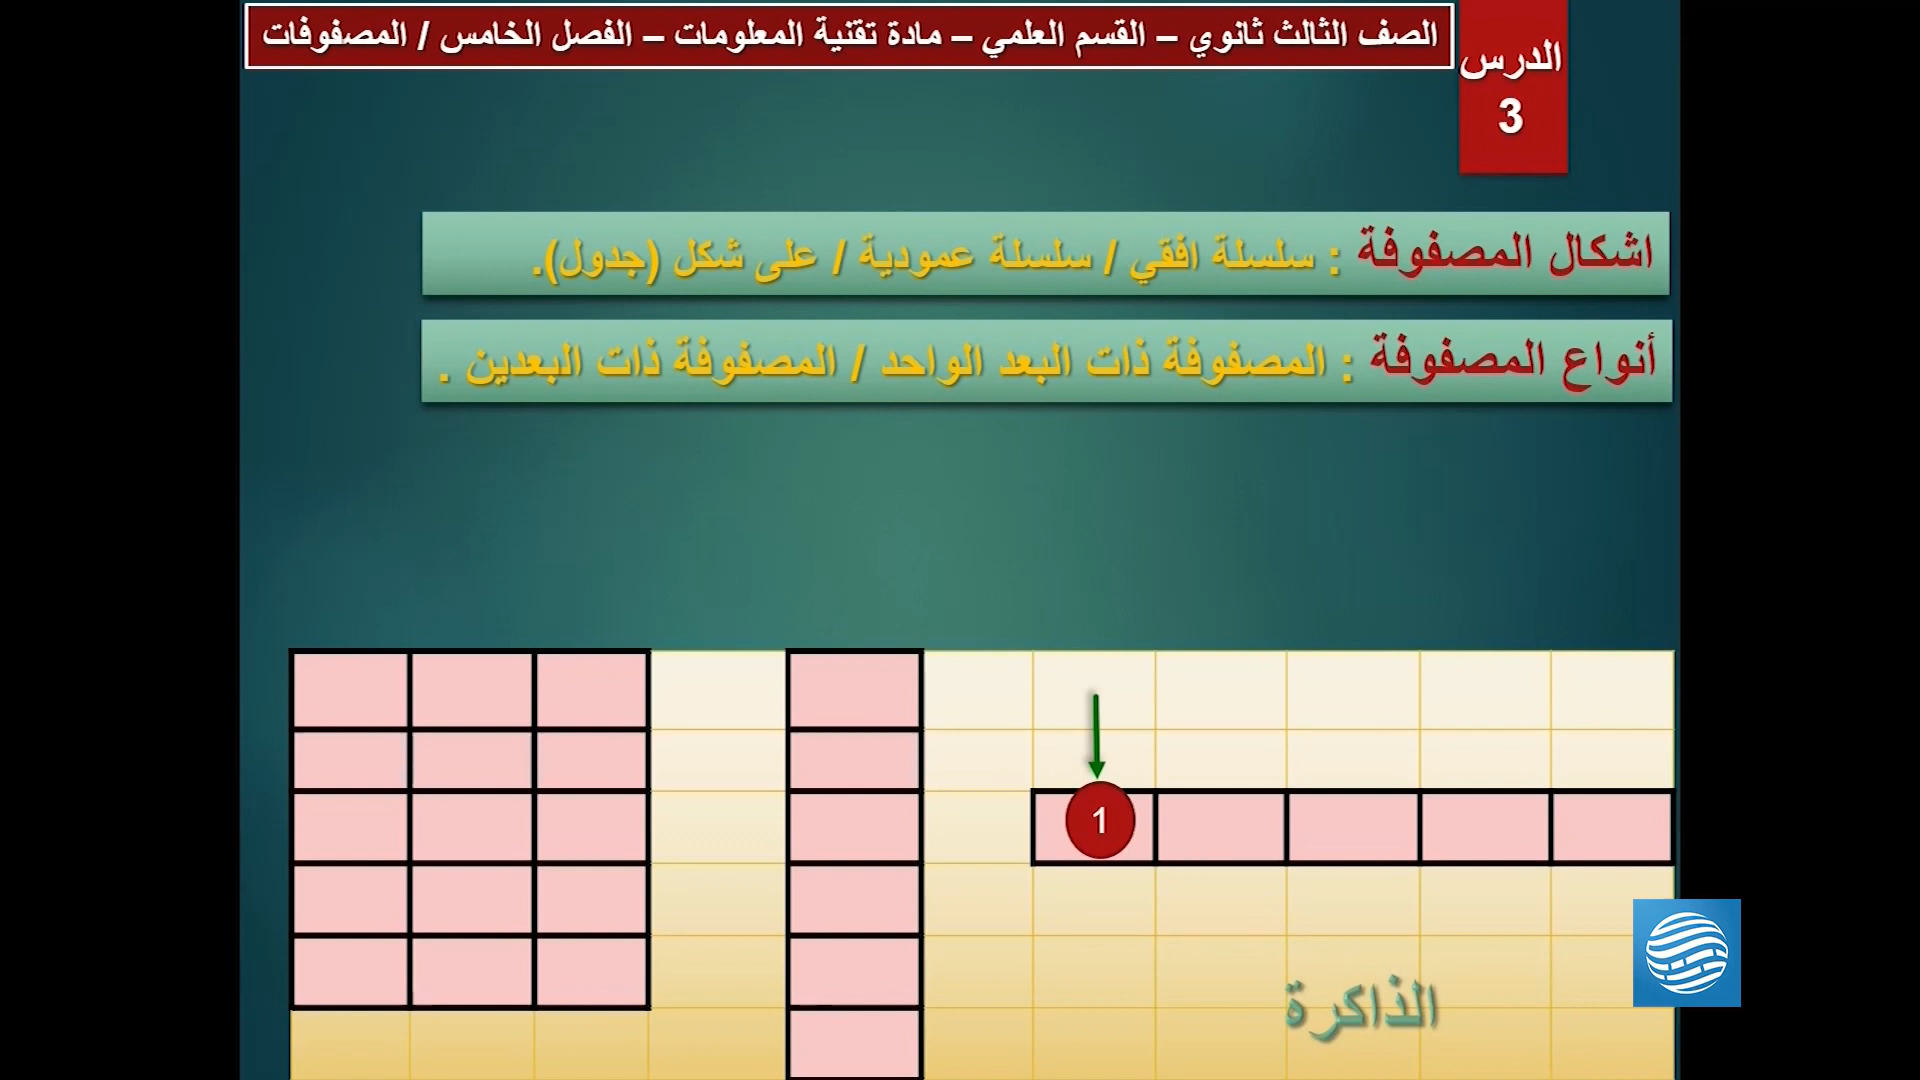 الصف الثالث ثانوي – القسم العلمي – مادة تقنية المعلومات – الفصل الخامس / المصفوفات
الدرس
3
اشكال المصفوفة : سلسلة افقي / سلسلة عمودية / على شكل (جدول).
أنواع المصفوفة : المصفوفة ذات البعد الواحد / المصفوفة ذات البعدين .
1
الذاكرة